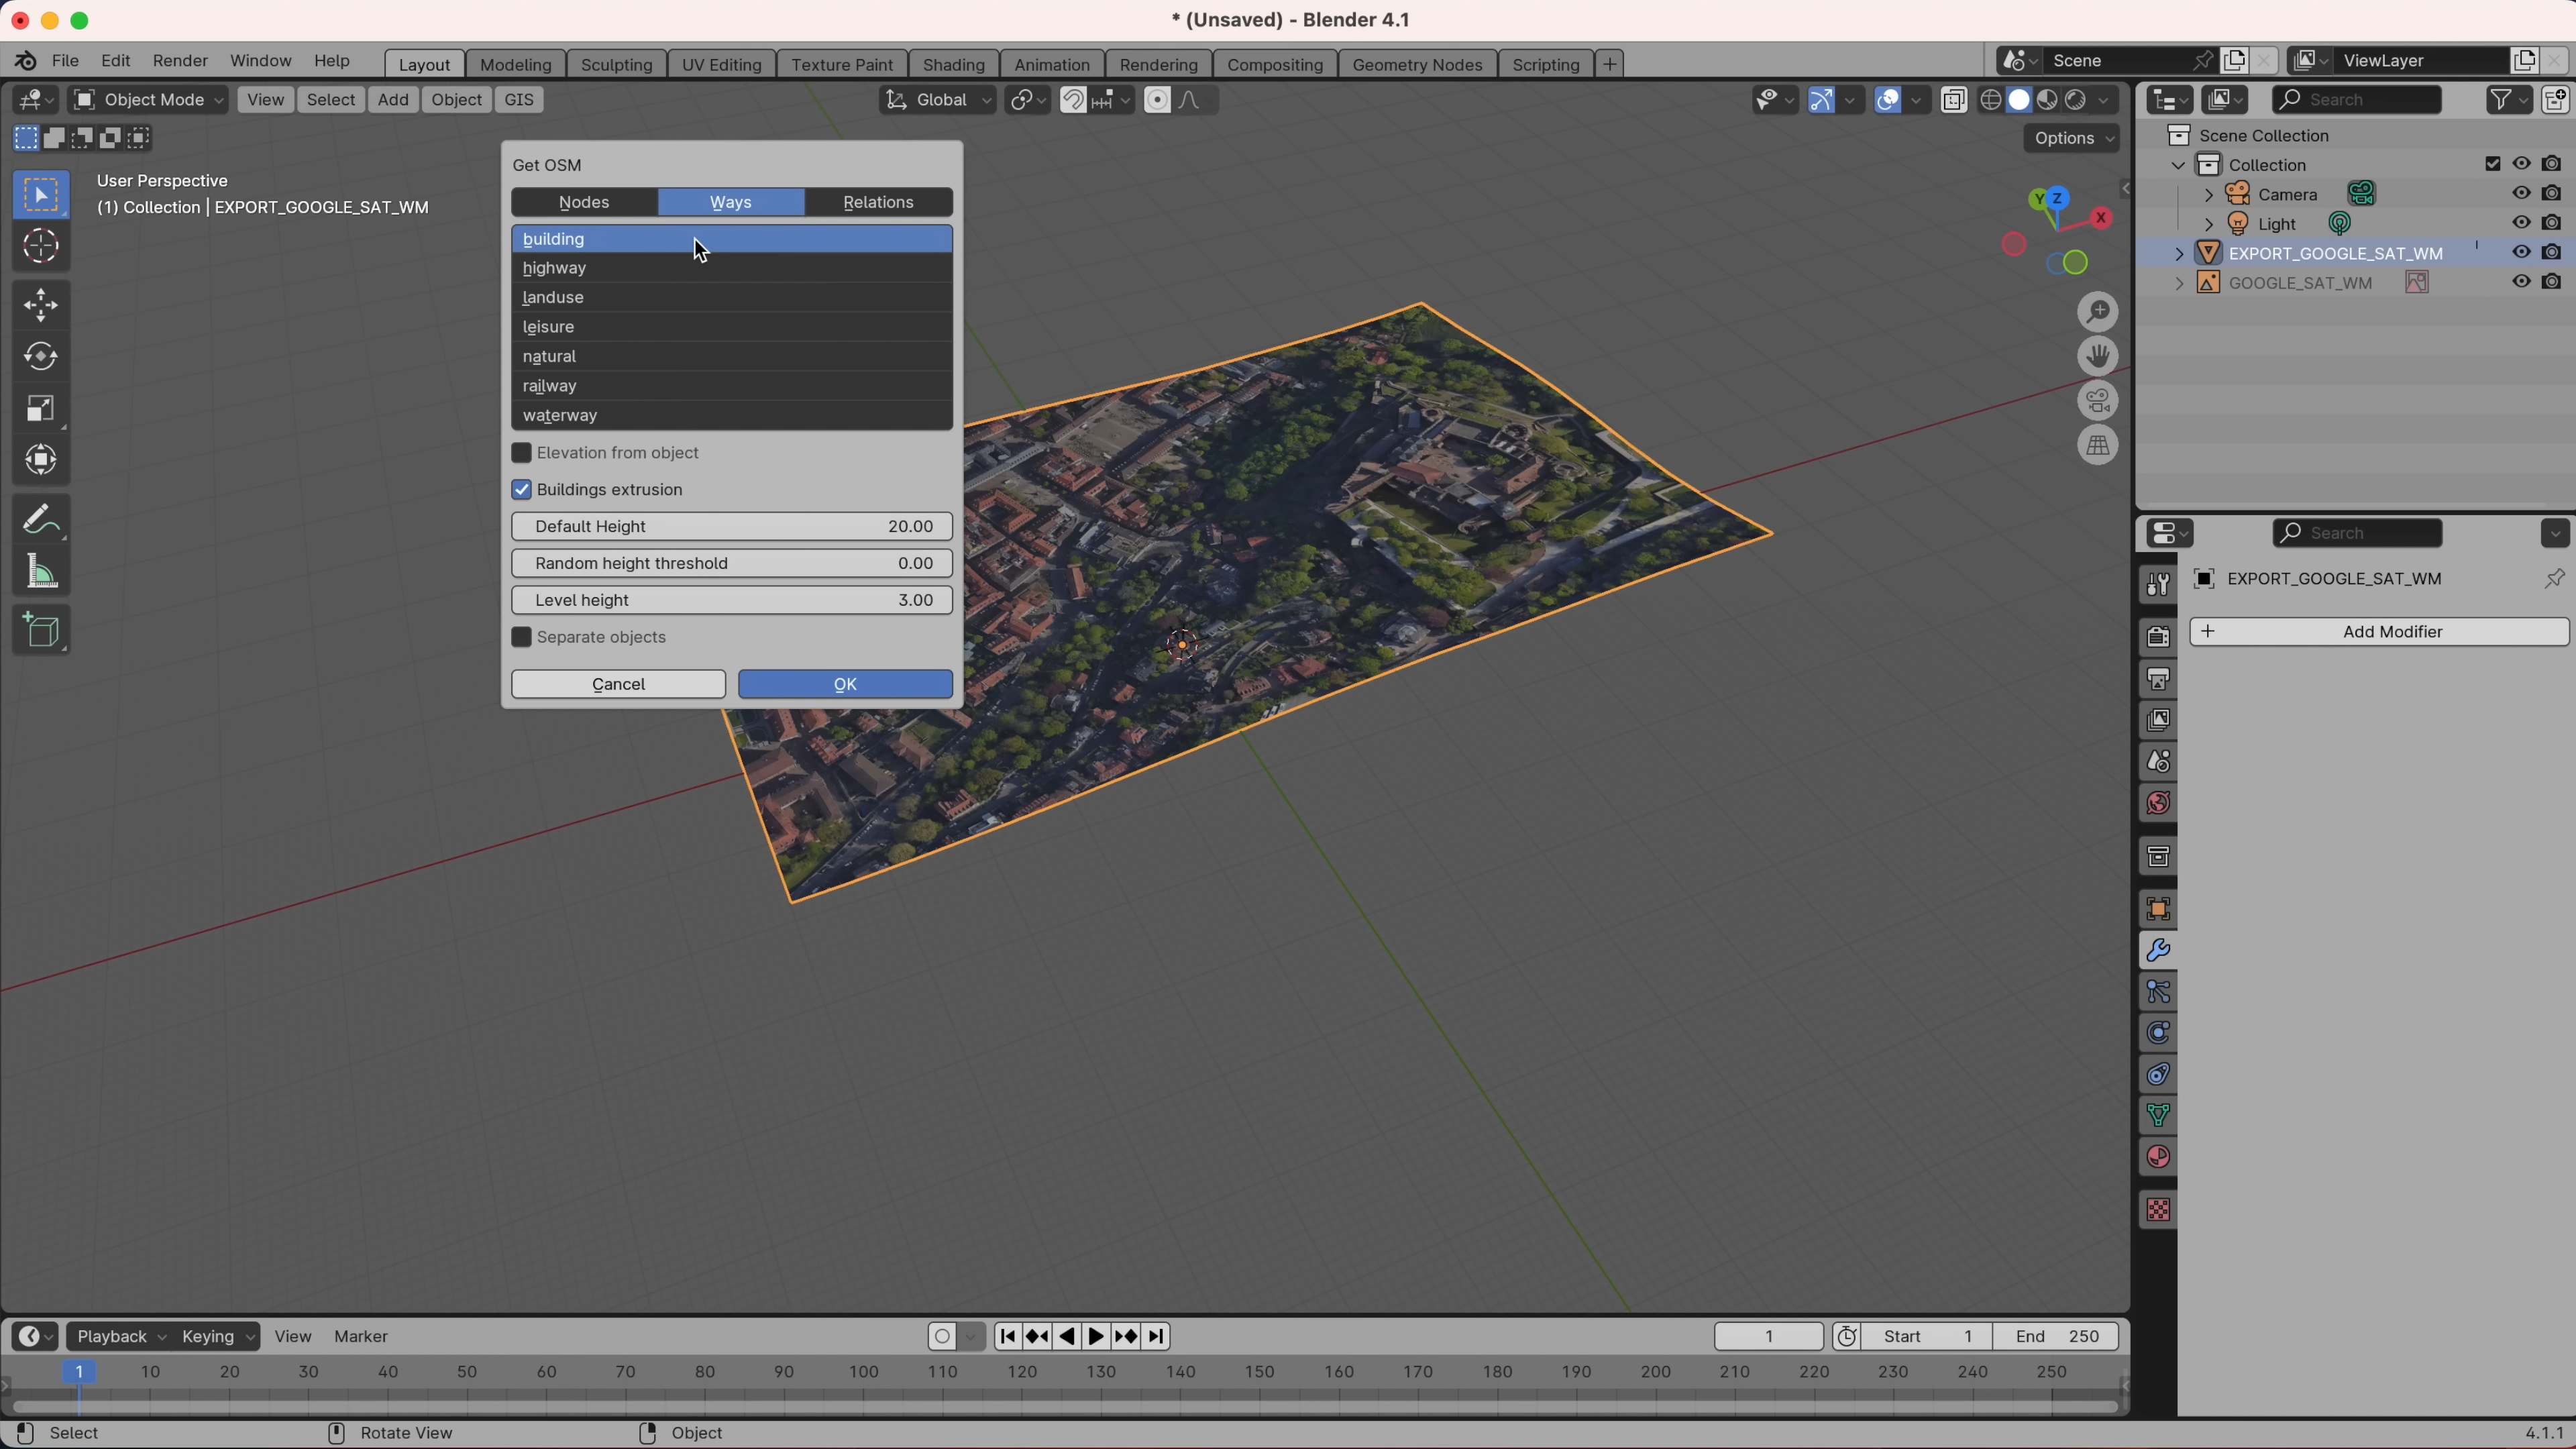 * (Unsaved) - Blender 4.1
File Edit Render Window Help Layout Modeling Sculpting UV Editing Texture Paint Shading Animation Rendering Compositing Geometry Nodes Scripting + Scene ViewLayer
Object Mode View Select Add Object GIS Global Search
Options
User Perspective
(1) Collection | EXPORT_GOOGLE_SAT_WM
Get OSM
Nodes Ways Relations
building
highway
landuse
leisure
natural
railway
waterway
Elevation from object
Buildings extrusion
Default Height 20.00
Random height threshold 0.00
Level height 3.00
Separate objects
Cancel OK
Y Z X
Scene Collection
Collection
Camera
Light
EXPORT_GOOGLE_SAT_WM
GOOGLE_SAT_WM
Search
EXPORT_GOOGLE_SAT_WM
+ Add Modifier
Playback Keying View Marker 1 Start 1 End 250
1 10 20 30 40 50 60 70 80 90 100 110 120 130 140 150 160 170 180 190 200 210 220 230 240 250
Select Rotate View Object 4.1.1